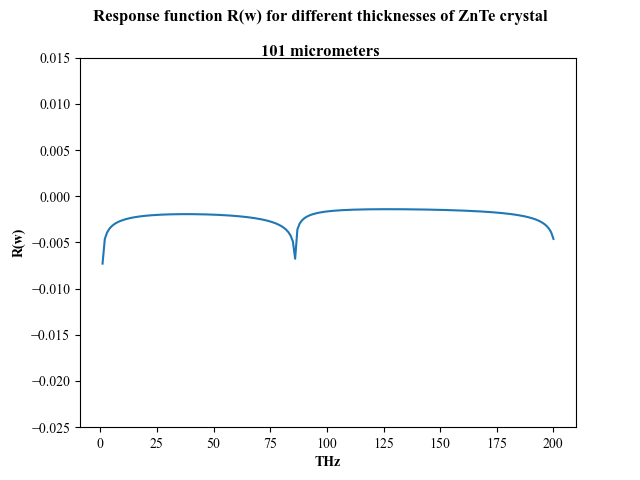 Response function R(w) for different thicknesses of ZnTe crystal
101 micrometers
0.015
0.010
0.005
0.000
−0.005
−0.010
−0.015
−0.020
−0.025
R(w)
0 25 50 75 100 125 150 175 200
THz